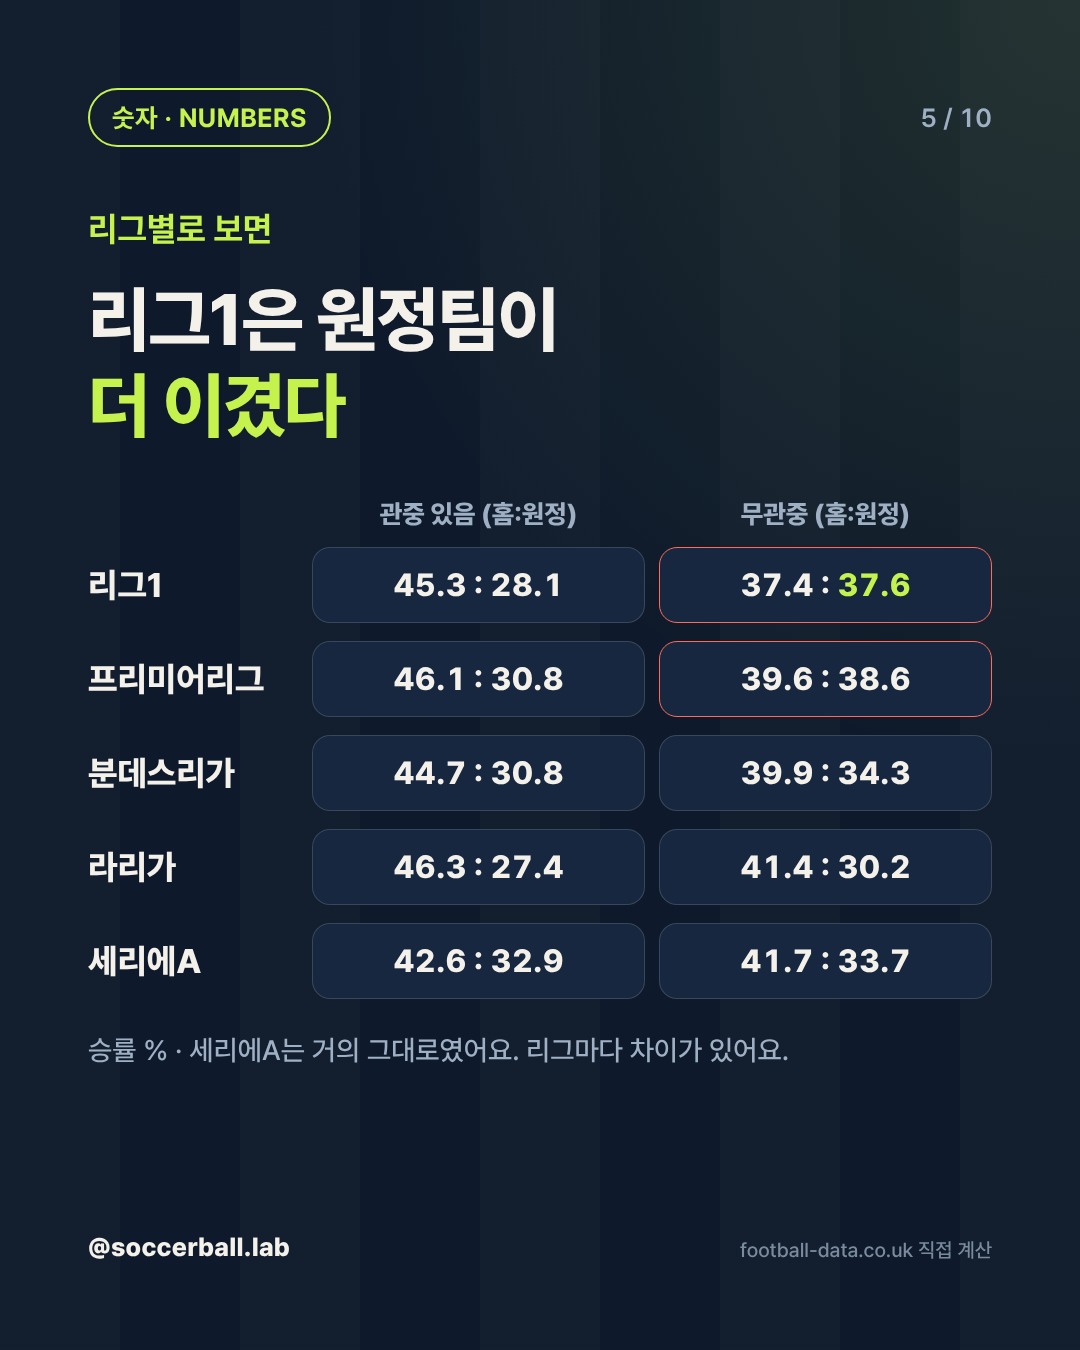 숫자 · NUMBERS
5 / 10
리그별로 보면
리그1은 원정팀이
더 이겼다
관중 있음 (홈:원정) 무관중 (홈:원정)
리그1 45.3 : 28.1 37.4 : 37.6
프리미어리그 46.1 : 30.8 39.6 : 38.6
분데스리가 44.7 : 30.8 39.9 : 34.3
라리가 46.3 : 27.4 41.4 : 30.2
세리에A 42.6 : 32.9 41.7 : 33.7
승률 % · 세리에A는 거의 그대로였어요. 리그마다 차이가 있어요.
@soccerball.lab
football-data.co.uk 직접 계산